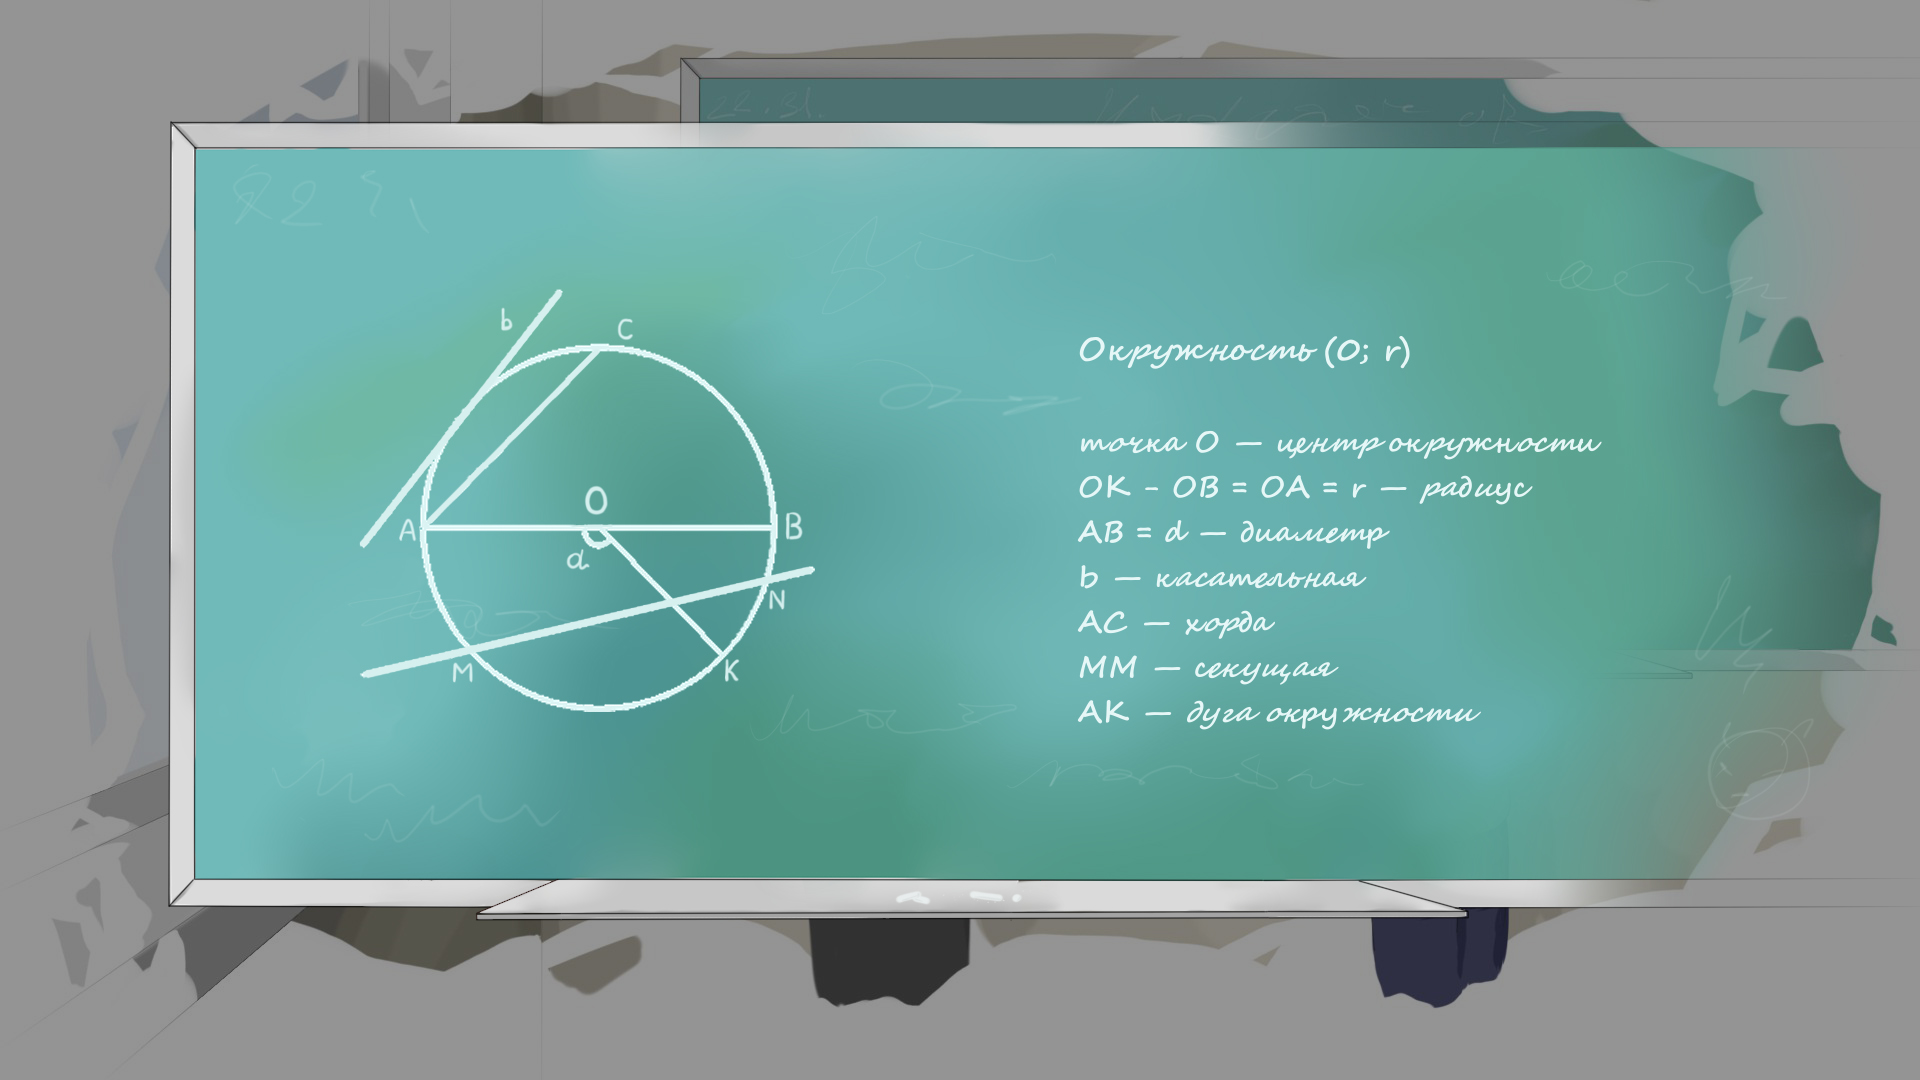 b
C
O
A
B
α
N
M
K
Окружность (O; r)
точка O — центр окружности
OK - OB = OA = r — радиус
AB = d — диаметр
b — касательная
AC — хорда
MM — секущая
AK — дуга окружности